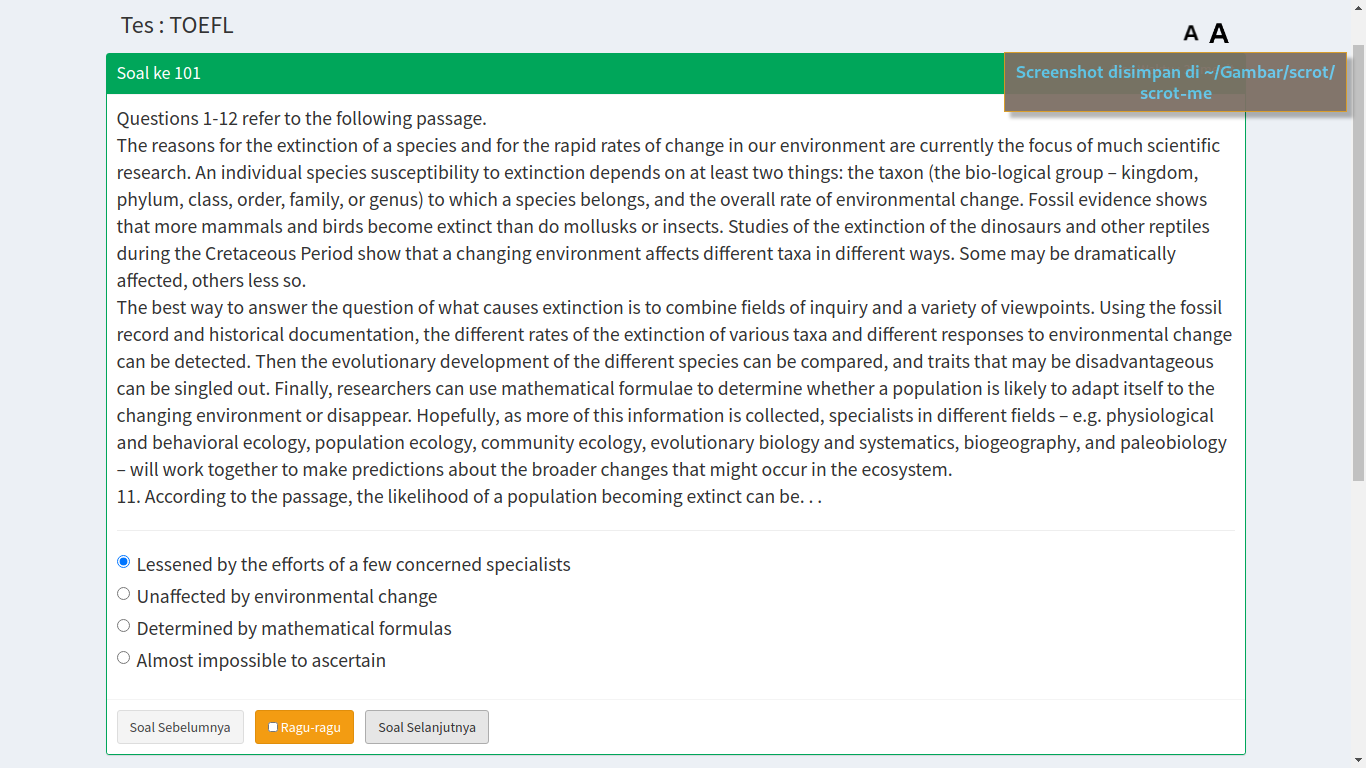 Tes : TOEFL
A A
Soal ke 101
Screenshot disimpan di ~/Gambar/scrot/
scrot-me
Questions 1-12 refer to the following passage.
The reasons for the extinction of a species and for the rapid rates of change in our environment are currently the focus of much scientific
research. An individual species susceptibility to extinction depends on at least two things: the taxon (the bio-logical group – kingdom,
phylum, class, order, family, or genus) to which a species belongs, and the overall rate of environmental change. Fossil evidence shows
that more mammals and birds become extinct than do mollusks or insects. Studies of the extinction of the dinosaurs and other reptiles
during the Cretaceous Period show that a changing environment affects different taxa in different ways. Some may be dramatically
affected, others less so.
The best way to answer the question of what causes extinction is to combine fields of inquiry and a variety of viewpoints. Using the fossil
record and historical documentation, the different rates of the extinction of various taxa and different responses to environmental change
can be detected. Then the evolutionary development of the different species can be compared, and traits that may be disadvantageous
can be singled out. Finally, researchers can use mathematical formulae to determine whether a population is likely to adapt itself to the
changing environment or disappear. Hopefully, as more of this information is collected, specialists in different fields – e.g. physiological
and behavioral ecology, population ecology, community ecology, evolutionary biology and systematics, biogeography, and paleobiology
– will work together to make predictions about the broader changes that might occur in the ecosystem.
11. According to the passage, the likelihood of a population becoming extinct can be. . .
Lessened by the efforts of a few concerned specialists
Unaffected by environmental change
Determined by mathematical formulas
Almost impossible to ascertain
Soal Sebelumnya
Ragu-ragu
Soal Selanjutnya